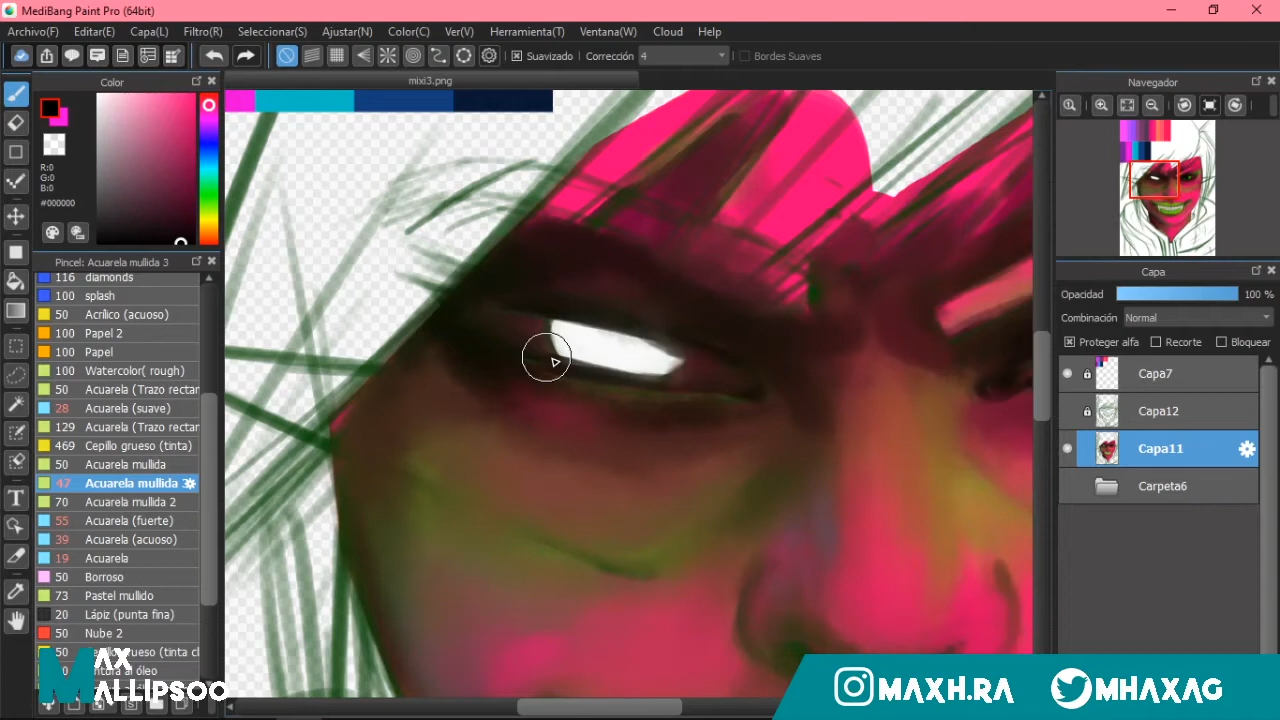 MediBang Paint Pro (64bit)
Archivo(F) Editar(E) Capa(L) Filtro(R) Seleccionar(S) Ajustar(N) Color(C) Ver(V) Herramienta(T) Ventana(W) Cloud Help
Suavizado Corrección 4 Bordes Suaves
mixi3.png
Color
R:0
G:0
B:0
#000000
Pincel: Acuarela mullida 3
116 diamonds
100 splash
50 Acrílico (acuoso)
100 Papel 2
100 Papel
100 Watercolor( rough)
50 Acuarela (Trazo rectar
28 Acuarela (suave)
129 Acuarela (Trazo rectar
469 Cepillo grueso (tinta)
50 Acuarela mullida
47 Acuarela mullida 3
70 Acuarela mullida 2
55 Acuarela (fuerte)
39 Acuarela (acuoso)
19 Acuarela
50 Borroso
73 Pastel mullido
20 Lápiz (punta fina)
50 Nube 2
Navegador
Capa
Opacidad 100 %
Combinación Normal
Proteger alfa Recorte Bloquear
Capa7
Capa12
Capa11
Carpeta6
MAX
MALLIPSOO
MAXH.RA MHAXAG